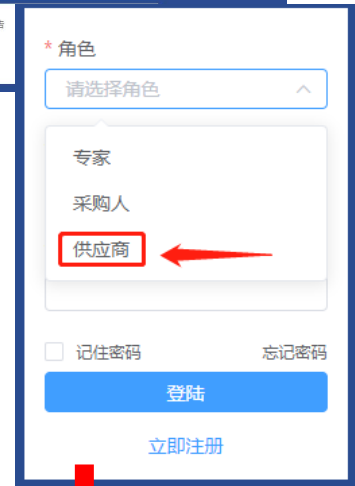 * 角色
请选择角色
专家
采购人
供应商
记住密码 忘记密码
登陆
立即注册